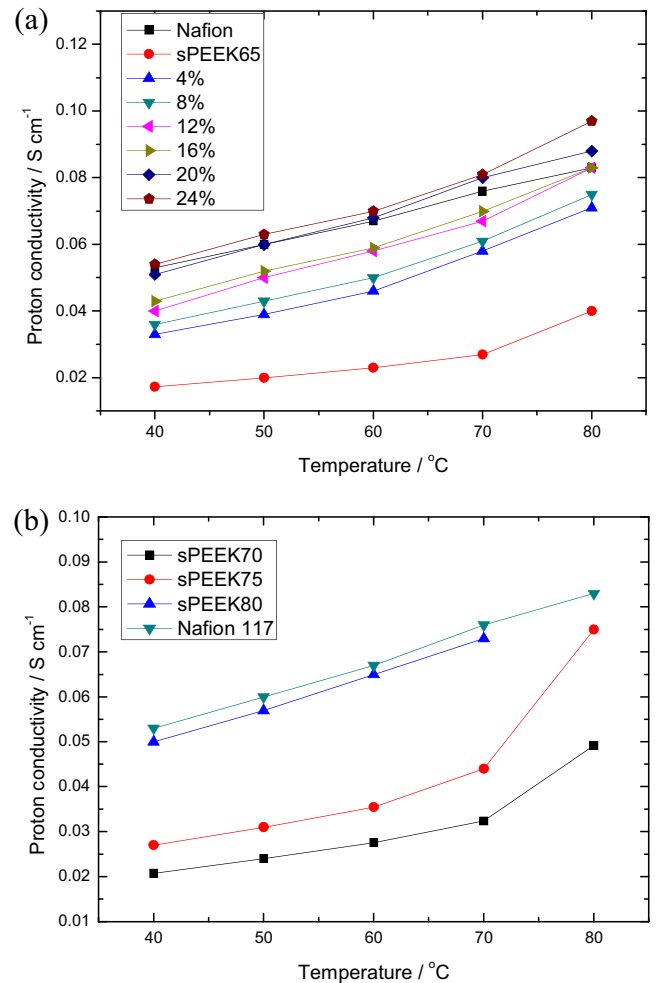 (a)
0.12
0.10
0.08
0.06
0.04
0.02
Proton conductivity / S cm⁻¹
Nafion
sPEEK65
4%
8%
12%
16%
20%
24%
40 50 60 70 80
Temperature / °C
(b)
0.10
0.09
0.08
0.07
0.06
0.05
0.04
0.03
0.02
0.01
Proton conductivity / S cm⁻¹
sPEEK70
sPEEK75
sPEEK80
Nafion 117
40 50 60 70 80
Temperature / °C